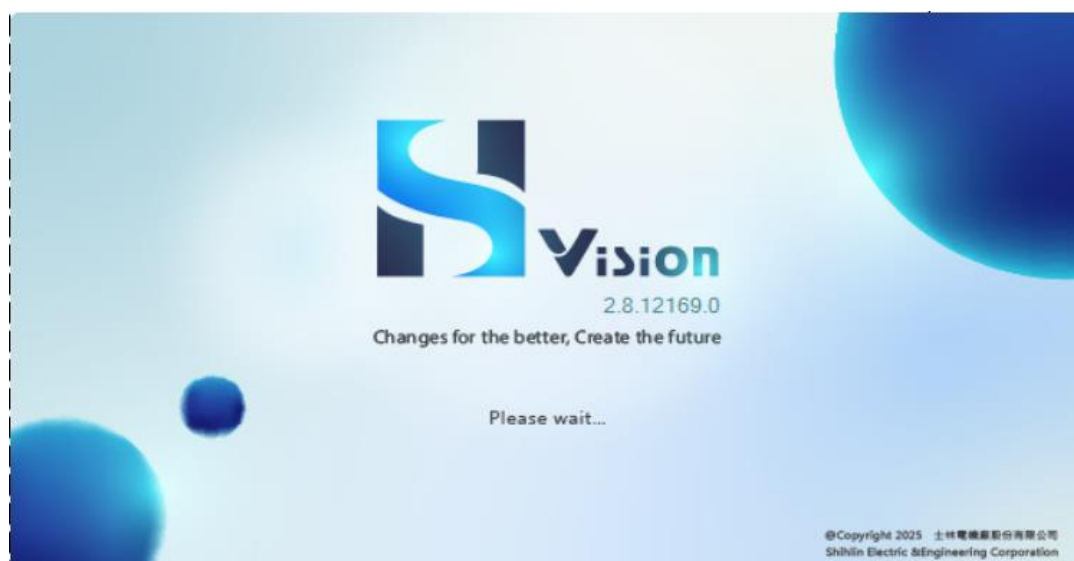 Vision
2.8.12169.0
Changes for the better, Create the future
Please wait...
@Copyright 2025 士林電機廠股份有限公司
Shihlin Electric &Engineering Corporation